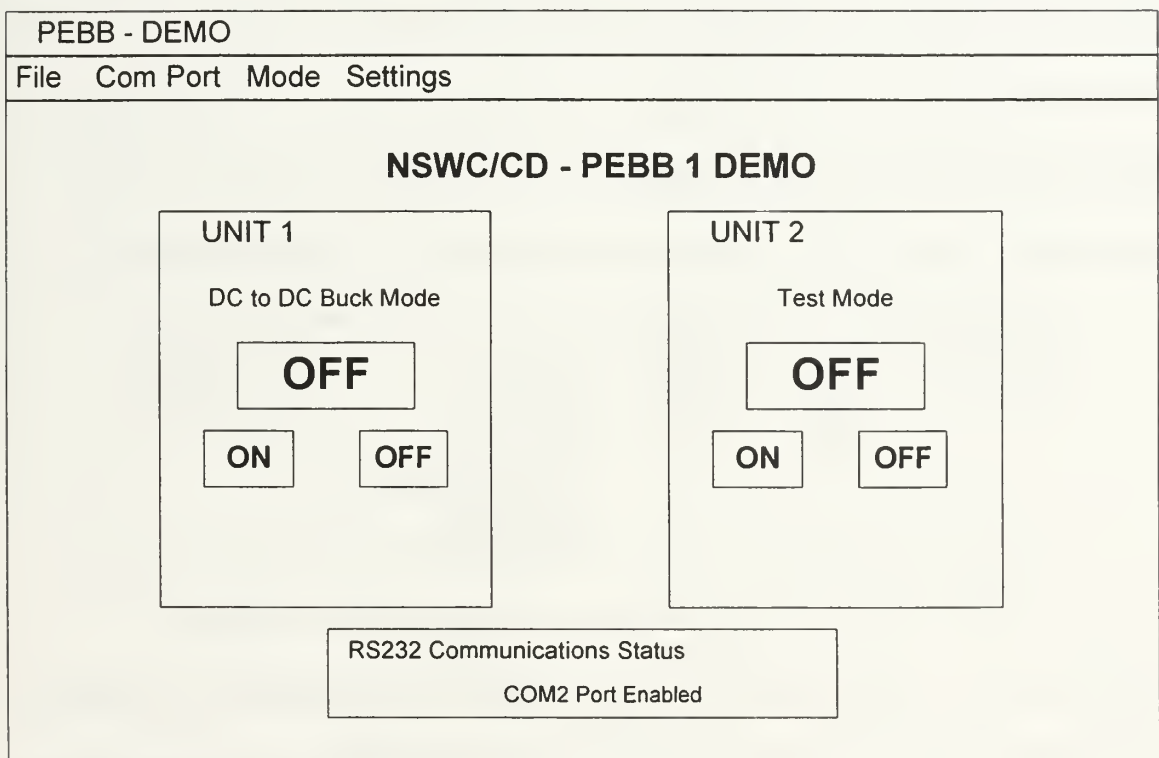 PEBB - DEMO
File Com Port Mode Settings
NSWC/CD - PEBB 1 DEMO
UNIT 1
DC to DC Buck Mode
OFF
ON OFF
UNIT 2
Test Mode
OFF
ON OFF
RS232 Communications Status
COM2 Port Enabled